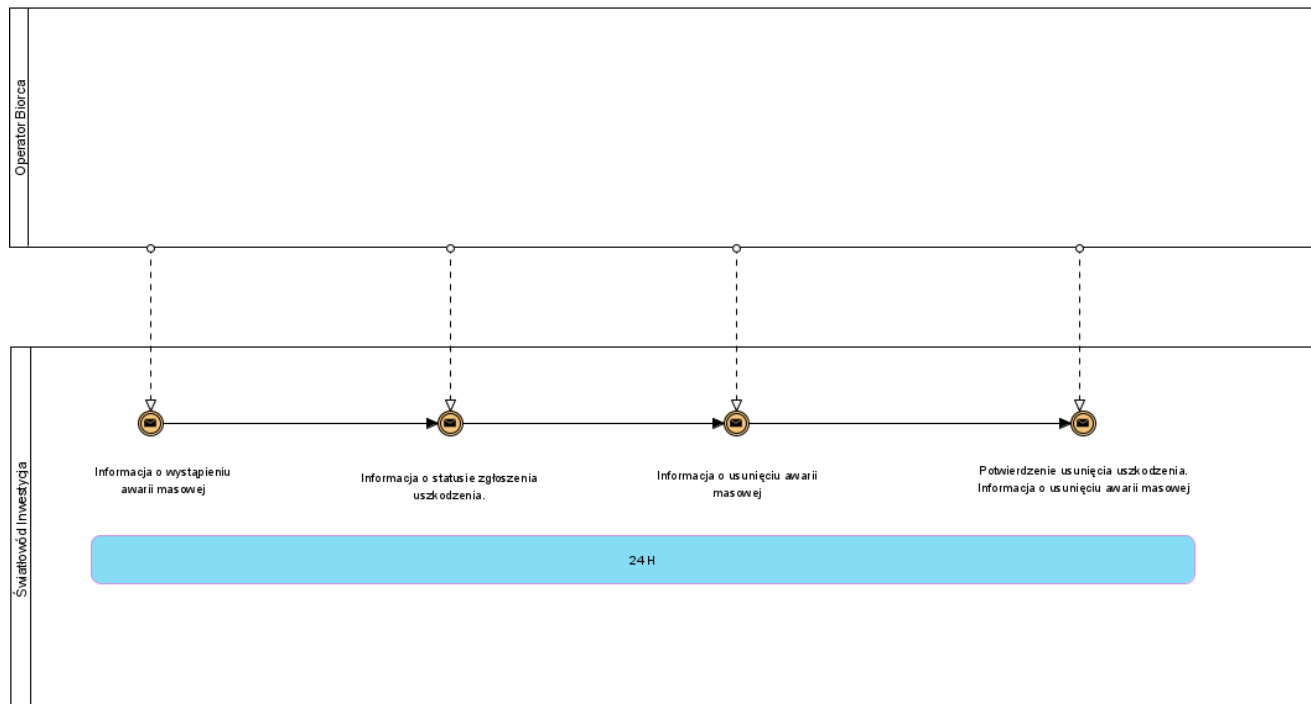 Operator Biorca
Światłowód Inwestycja
Informacja o wystąpieniu
awarii masowej
Informacja o statusie zgłoszenia
uszkodzenia.
Informacja o usunięciu awarii
masowej
Potwierdzenie usunięcia uszkodzenia.
Informacja o usunięciu awarii masowej
24 H